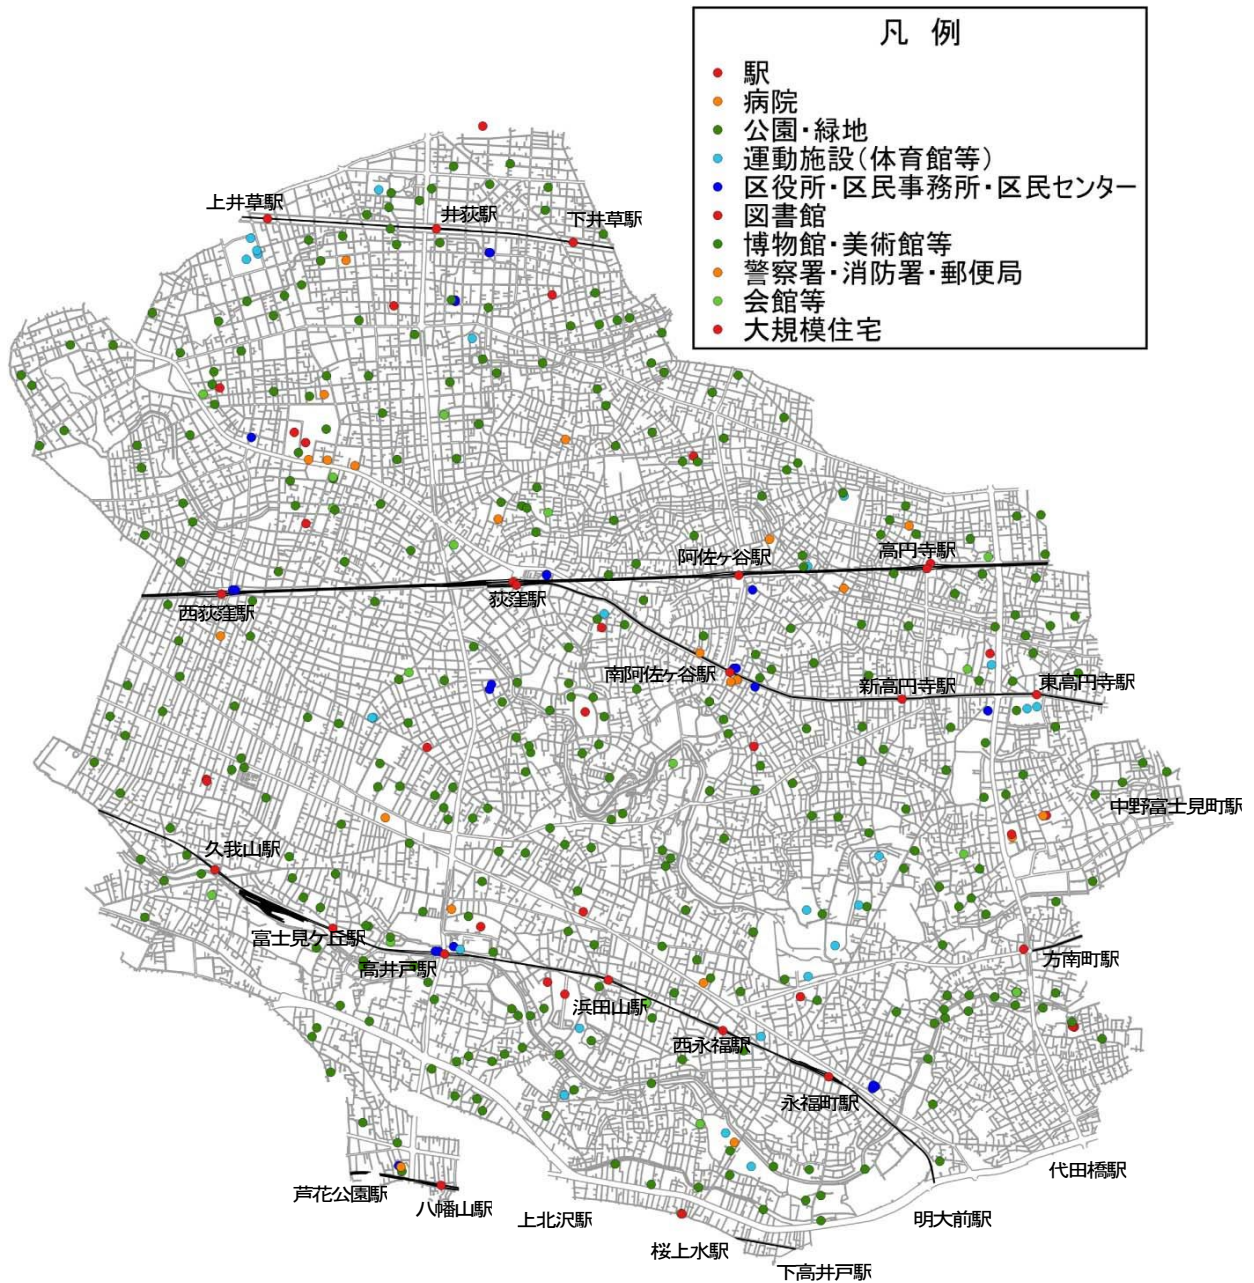 凡 例
駅
病院
公園・緑地
運動施設(体育館等)
区役所・区民事務所・区民センター
図書館
博物館・美術館等
警察署・消防署・郵便局
会館等
大規模住宅
上井草駅
井荻駅
下井草駅
阿佐ヶ谷駅
高円寺駅
西荻窪駅
荻窪駅
南阿佐ヶ谷駅
新高円寺駅
東高円寺駅
中野富士見町駅
久我山駅
富士見ケ丘駅
高井戸駅
浜田山駅
方南町駅
西永福駅
永福町駅
代田橋駅
芦花公園駅
八幡山駅
上北沢駅
明大前駅
桜上水駅
下高井戸駅